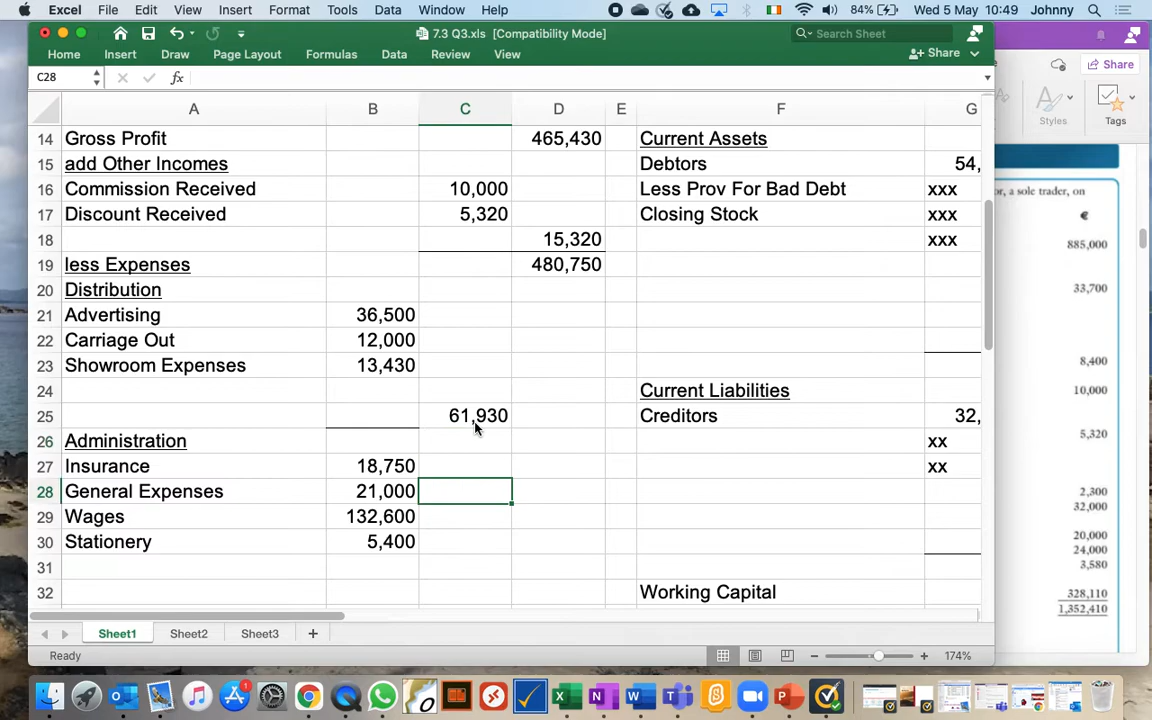 Excel File Edit View Insert Format Tools Data Window Help 84% Wed 5 May 10:49 Johnny
7.3 Q3.xls [Compatibility Mode] Search Sheet
Home Insert Draw Page Layout Formulas Data Review View Share
Share
C28 fx
Styles Tags
A B C D E F G
14 Gross Profit 465,430 Current Assets
15 add Other Incomes Debtors 54,
16 Commission Received 10,000 Less Prov For Bad Debt xxx
17 Discount Received 5,320 Closing Stock xxx
18 15,320 xxx
19 less Expenses 480,750
20 Distribution
21 Advertising 36,500
22 Carriage Out 12,000
23 Showroom Expenses 13,430
24 Current Liabilities
25 61,930 Creditors 32,
26 Administration xx
27 Insurance 18,750 xx
28 General Expenses 21,000
29 Wages 132,600
30 Stationery 5,400
31
32 Working Capital
or, a sole trader, on
€
885,000
33,700
8,400
10,000
5,320
2,300
32,000
20,000
24,000
3,580
328,110
1,352,410
Sheet1 Sheet2 Sheet3
Ready 174%